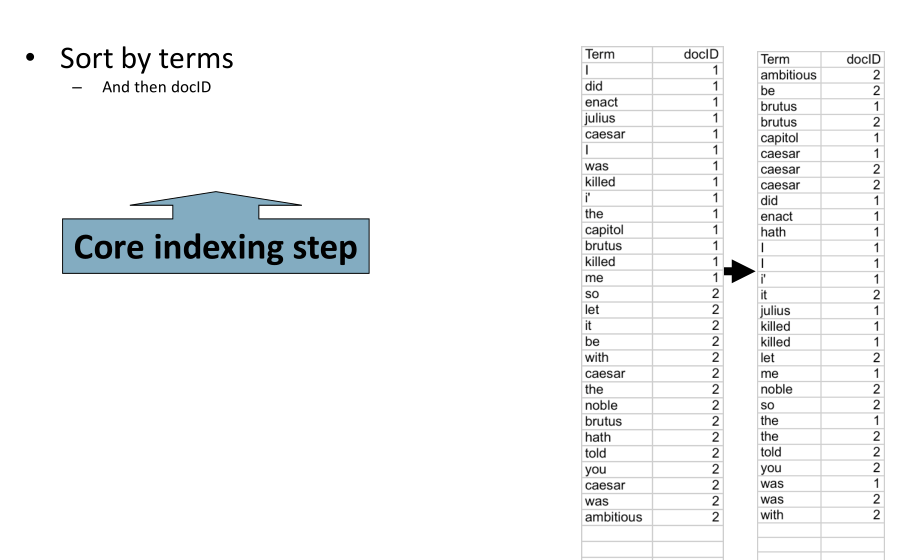 • Sort by terms
– And then docID
Core indexing step
Term docID
I 1
did 1
enact 1
julius 1
caesar 1
I 1
was 1
killed 1
i' 1
the 1
capitol 1
brutus 1
killed 1
me 1
so 2
let 2
it 2
be 2
with 2
caesar 2
the 2
noble 2
brutus 2
hath 2
told 2
you 2
caesar 2
was 2
ambitious 2
Term docID
ambitious 2
be 2
brutus 1
brutus 2
capitol 1
caesar 1
caesar 2
caesar 2
did 1
enact 1
hath 1
I 1
I 1
i' 1
it 2
julius 1
killed 1
killed 1
let 2
me 1
noble 2
so 2
the 1
the 2
told 2
you 2
was 1
was 2
with 2